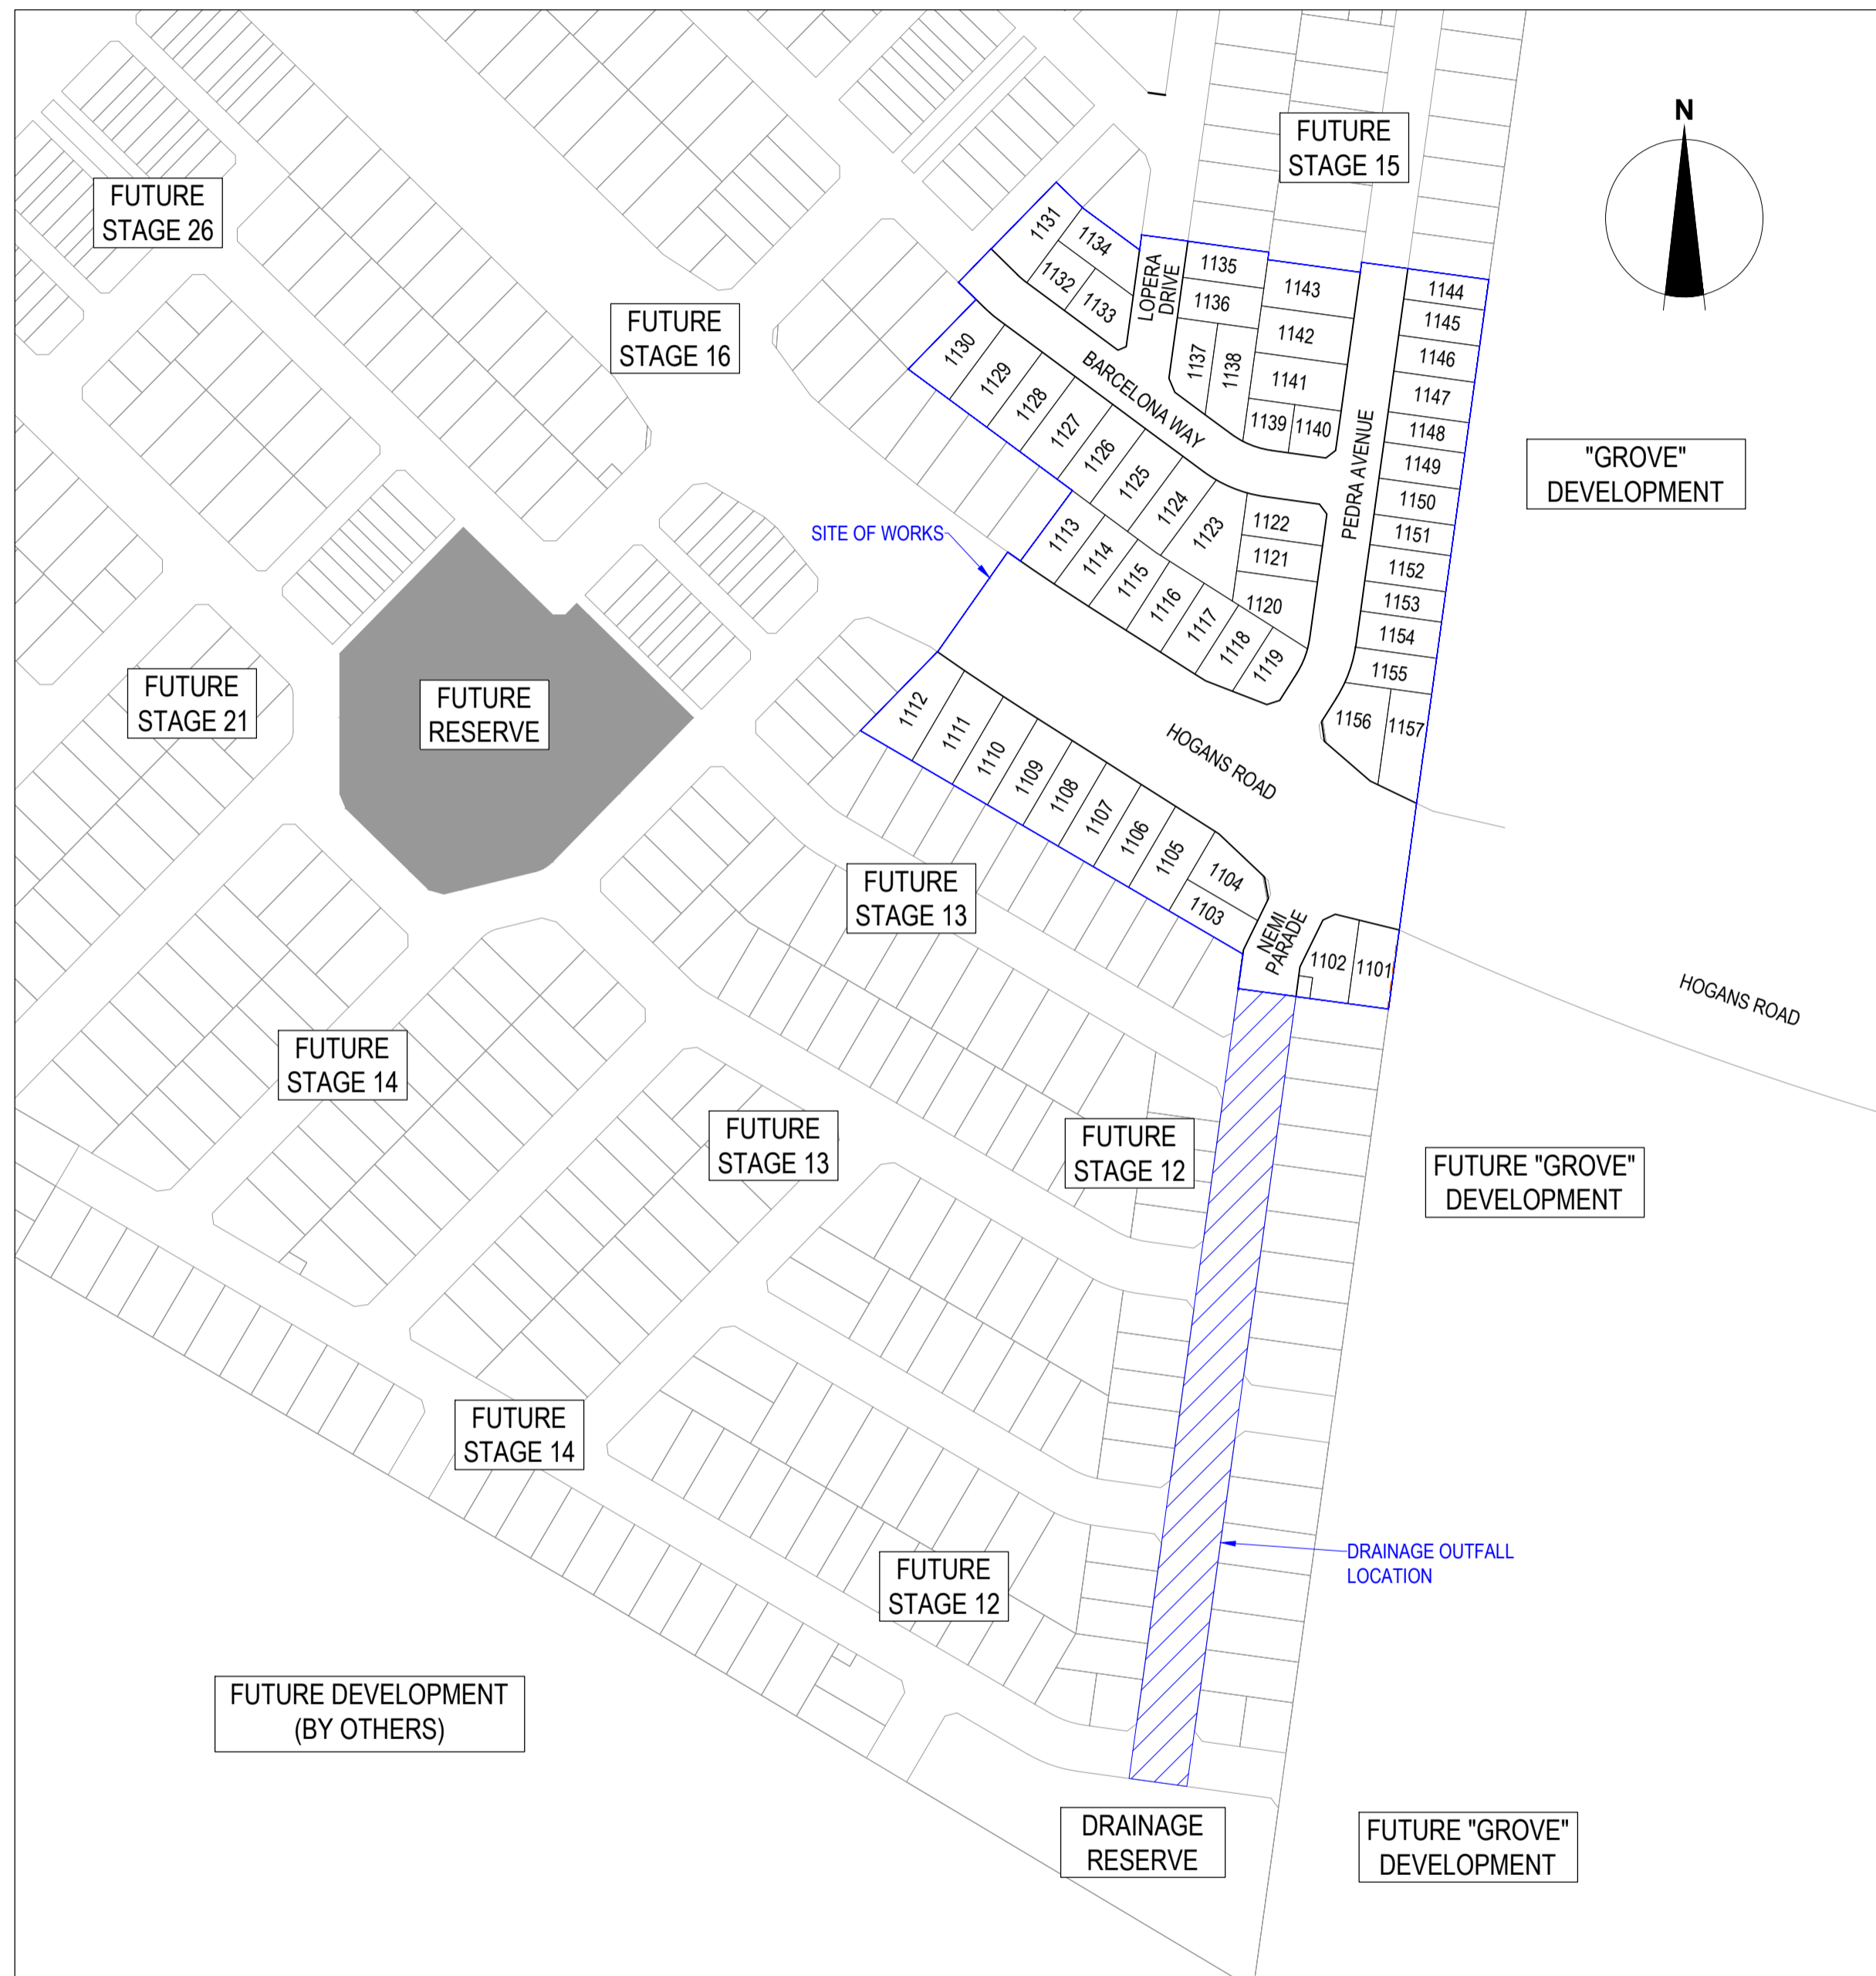 N
FUTURE
STAGE 15
FUTURE
STAGE 26
1131
1134
1132
1133
LOPERA
DRIVE
1135
1136
1143
1144
1145
1142
1146
1137
1138
1141
1147
1139
1140
1148
FUTURE
STAGE 16
1130
1129
1128
1127
1126
1125
1124
1123
BARCELONA WAY
PEDRA AVENUE
1149
1150
1151
1152
1153
1154
1155
1156
1157
"GROVE"
DEVELOPMENT
SITE OF WORKS
1122
1121
1120
1113
1114
1115
1116
1117
1118
1119
FUTURE
STAGE 21
FUTURE
RESERVE
HOGANS ROAD
1112
1111
1110
1109
1108
1107
1106
1105
1104
1103
FUTURE
STAGE 13
NEMI
PARADE
1102
1101
HOGANS ROAD
FUTURE
STAGE 14
FUTURE
STAGE 13
FUTURE
STAGE 12
FUTURE "GROVE"
DEVELOPMENT
FUTURE
STAGE 14
DRAINAGE OUTFALL
LOCATION
FUTURE
STAGE 12
FUTURE DEVELOPMENT
(BY OTHERS)
DRAINAGE
RESERVE
FUTURE "GROVE"
DEVELOPMENT